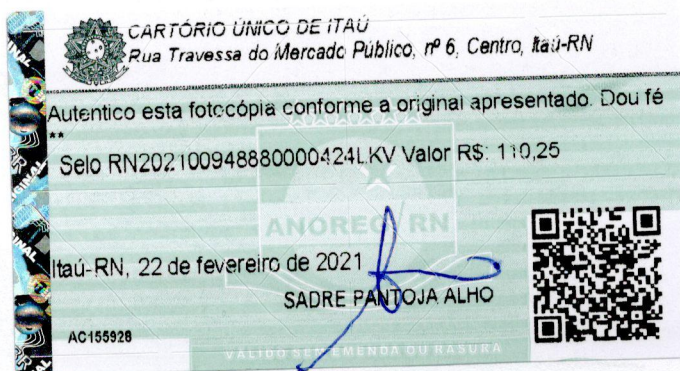 CARTÓRIO ÚNICO DE ITAÚ
Rua Travessa do Mercado Público, nº 6, Centro, Itaú-RN
Autentico esta fotocópia conforme a original apresentado. Dou fé
**
Selo RN202100948880000424LKV Valor R$: 110,25
ANOREG RN
Itaú-RN, 22 de fevereiro de 2021
SADRE PANTOJA ALHO
AC155928
VÁLIDO SEM EMENDA OU RASURA